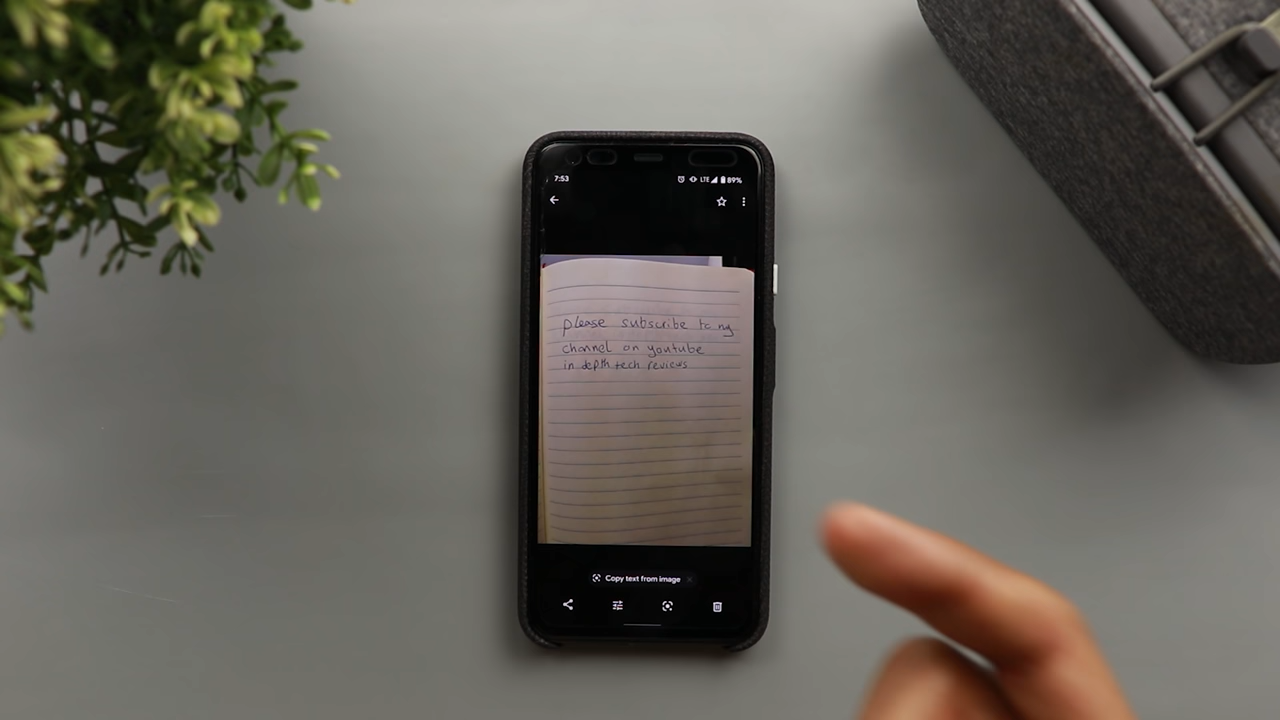 7:53 LTE 89%
please subscribe to my
channel on youtube
in depth tech reviews
Copy text from image